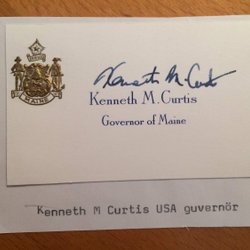 Kenneth M. Curtis
MAINE
Kenneth M. Curtis
Governor of Maine
Kenneth M Curtis USA guvernör